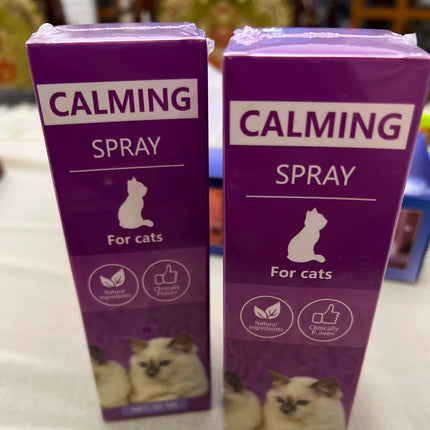 CALMING
SPRAY
For cats
Natural
ingredients
Clinically
Proven
CALMING
SPRAY
For cats
Natural
ingredients
Clinically
Proven